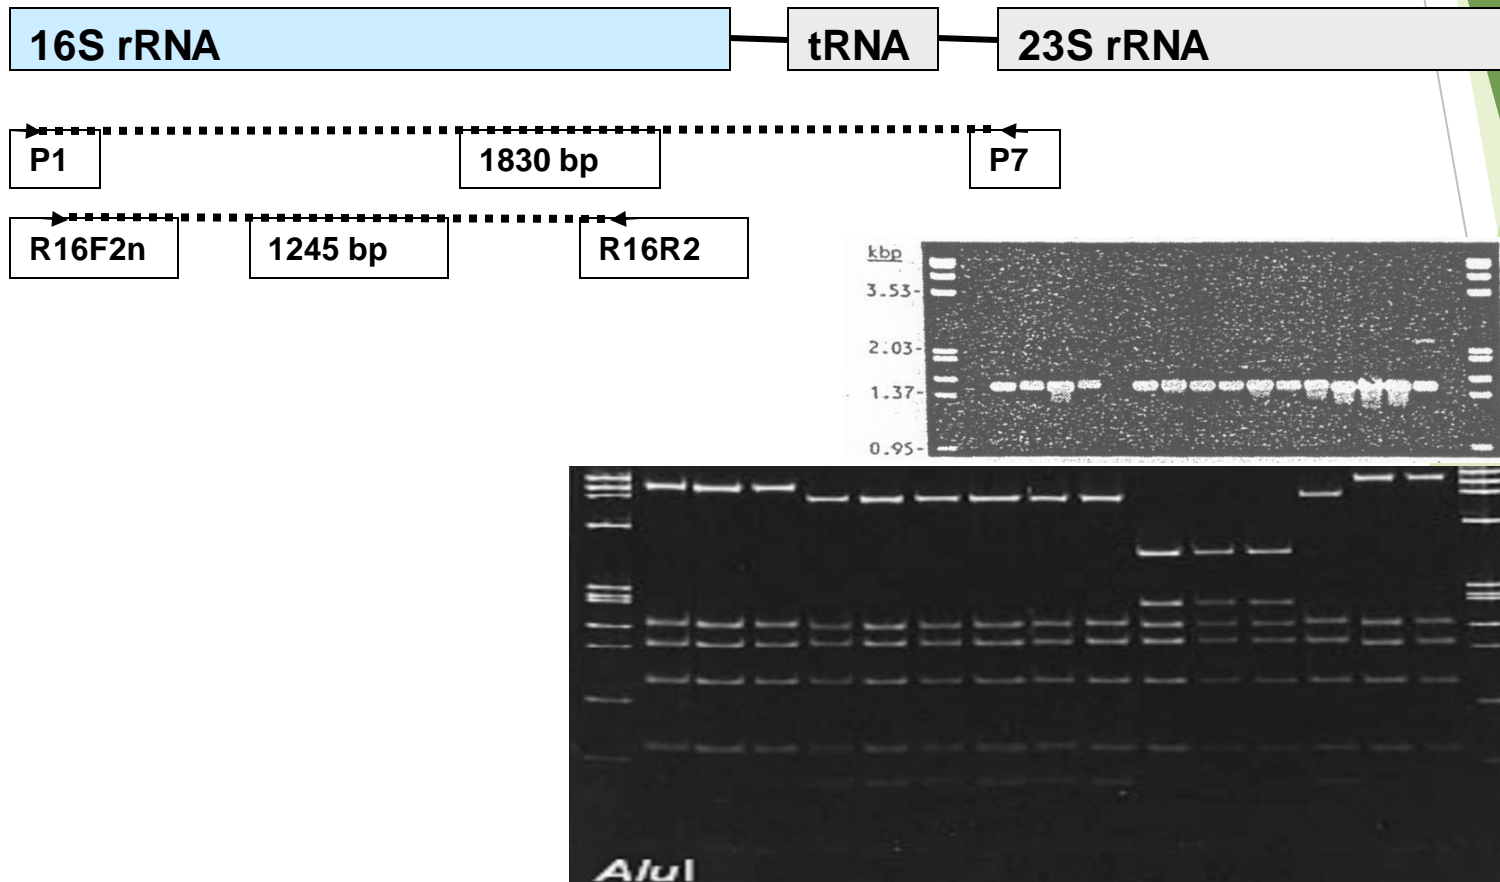 16S rRNA
tRNA
23S rRNA
P1
1830 bp
P7
R16F2n
1245 bp
R16R2
kbp
3.53-
2.03-
1.37-
0.95-
AluI